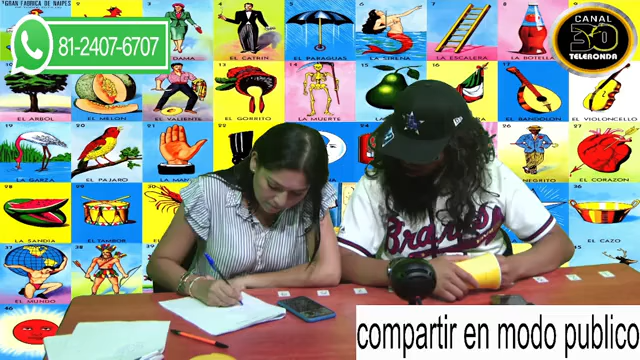 GRAN FABRICA DE NAIPES
81-2407-6707
DAMA
EL CATRIN
EL PARAGUAS
LA SIRENA
LA ESCALERA
LA BOTELLA
CANAL
30
TELERONDA
EL ARBOL
EL MELON
EL VALIENTE
EL GORRITO
LA MUERTE
EL BANDOLON
EL VIOLONCELLO
LA GARZA
EL PAJARO
LA MAN
NEGRITO
EL CORAZON
LA SANDIA
EL TAMBOR
EL CAZO
EL MUNDO
Braves
compartir en modo publico